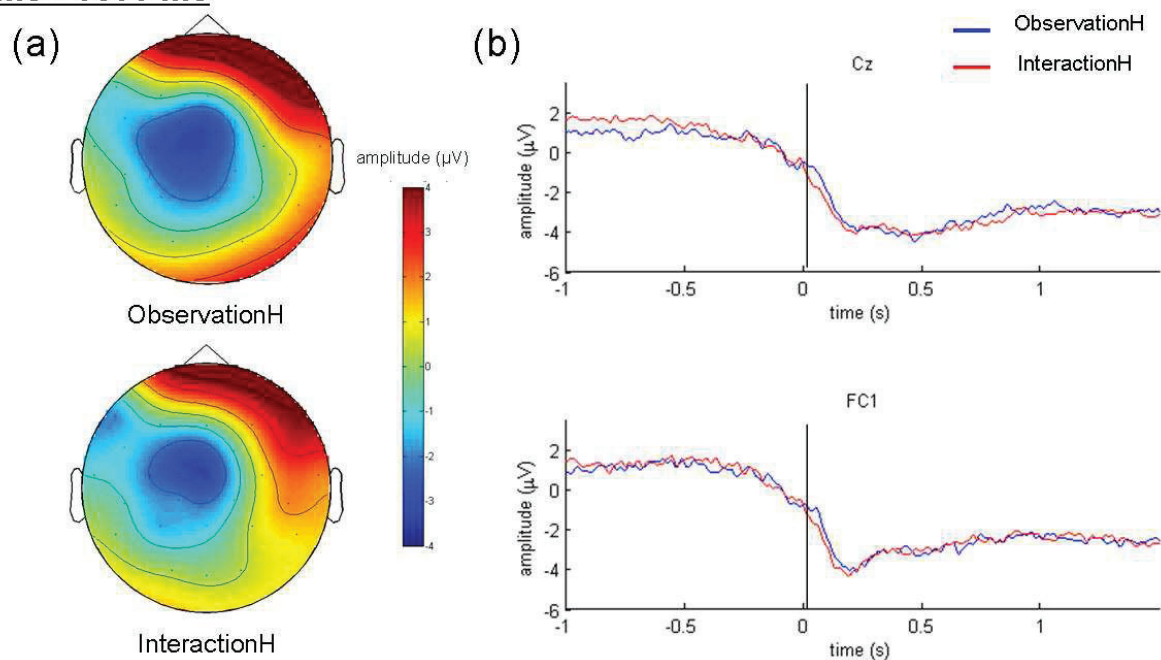 (a)
ObservationH
amplitude (µV)
4
3
2
1
0
-1
-2
-3
-4
InteractionH
(b)
ObservationH
InteractionH
Cz
amplitude (µV)
2
0
-2
-4
-6
-1
-0.5
0
0.5
1
time (s)
FC1
amplitude (µV)
2
0
-2
-4
-6
-1
-0.5
0
0.5
1
time (s)